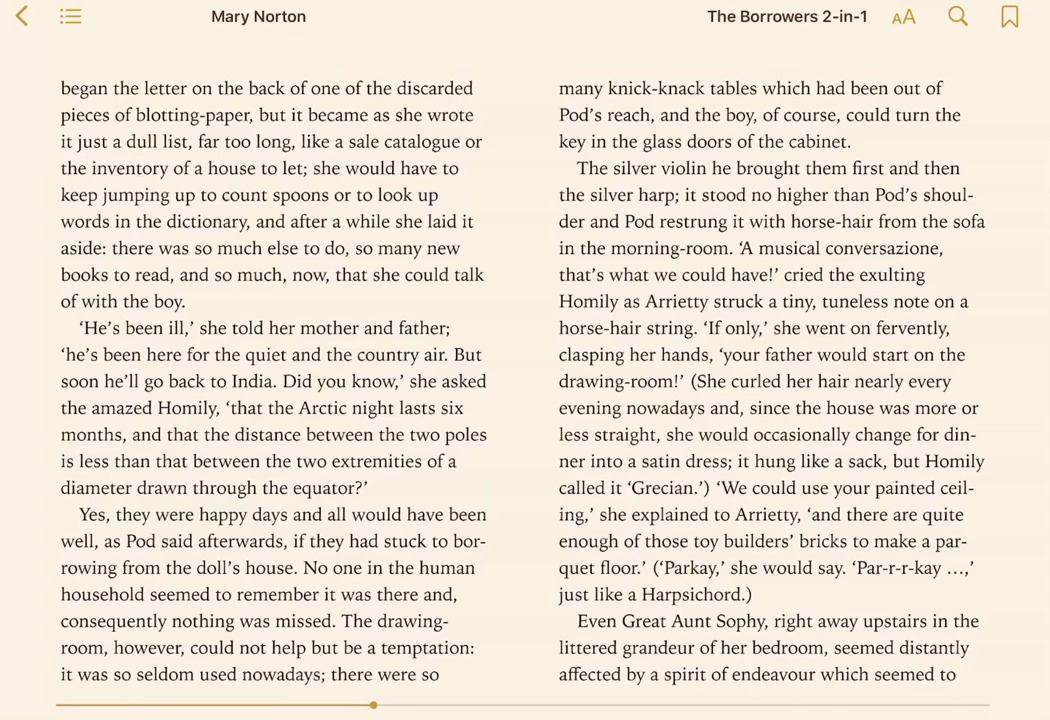 Mary Norton
The Borrowers 2-in-1
AA
began the letter on the back of one of the discarded
pieces of blotting-paper, but it became as she wrote
it just a dull list, far too long, like a sale catalogue or
the inventory of a house to let; she would have to
keep jumping up to count spoons or to look up
words in the dictionary, and after a while she laid it
aside: there was so much else to do, so many new
books to read, and so much, now, that she could talk
of with the boy.
‘He’s been ill,’ she told her mother and father;
‘he’s been here for the quiet and the country air. But
soon he’ll go back to India. Did you know,’ she asked
the amazed Homily, ‘that the Arctic night lasts six
months, and that the distance between the two poles
is less than that between the two extremities of a
diameter drawn through the equator?’
Yes, they were happy days and all would have been
well, as Pod said afterwards, if they had stuck to bor-
rowing from the doll’s house. No one in the human
household seemed to remember it was there and,
consequently nothing was missed. The drawing-
room, however, could not help but be a temptation:
it was so seldom used nowadays; there were so
many knick-knack tables which had been out of
Pod’s reach, and the boy, of course, could turn the
key in the glass doors of the cabinet.
The silver violin he brought them first and then
the silver harp; it stood no higher than Pod’s shoul-
der and Pod restrung it with horse-hair from the sofa
in the morning-room. ‘A musical conversazione,
that’s what we could have!’ cried the exulting
Homily as Arrietty struck a tiny, tuneless note on a
horse-hair string. ‘If only,’ she went on fervently,
clasping her hands, ‘your father would start on the
drawing-room!’ (She curled her hair nearly every
evening nowadays and, since the house was more or
less straight, she would occasionally change for din-
ner into a satin dress; it hung like a sack, but Homily
called it ‘Grecian.’) ‘We could use your painted ceil-
ing,’ she explained to Arrietty, ‘and there are quite
enough of those toy builders’ bricks to make a par-
quet floor.’ (‘Parkay,’ she would say. ‘Par-r-r-kay …,’
just like a Harpsichord.)
Even Great Aunt Sophy, right away upstairs in the
littered grandeur of her bedroom, seemed distantly
affected by a spirit of endeavour which seemed to